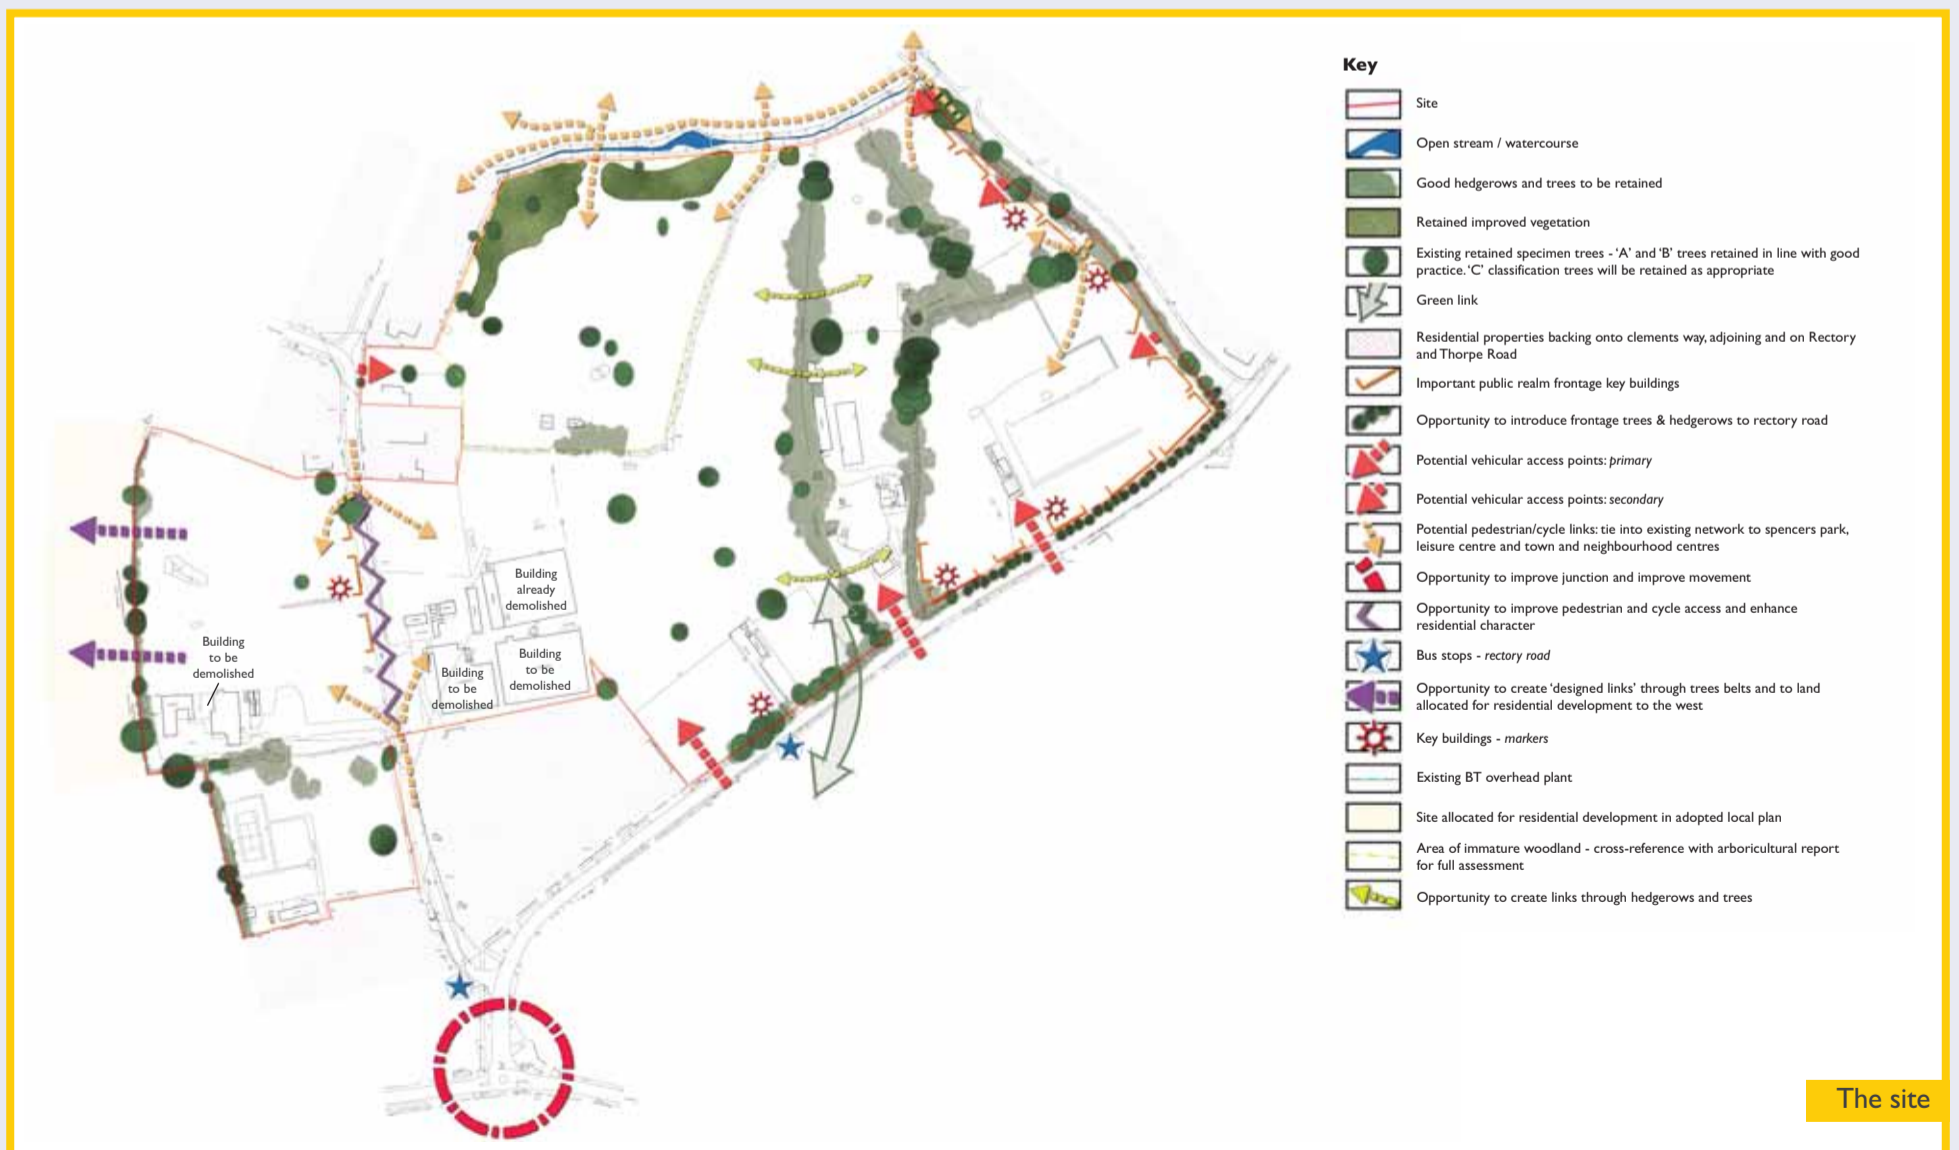 Key
Site
Open stream / watercourse
Good hedgerows and trees to be retained
Retained improved vegetation
Existing retained specimen trees - ‘A’ and ‘B’ trees retained in line with good
practice. ‘C’ classification trees will be retained as appropriate
Green link
Residential properties backing onto clements way, adjoining and on Rectory
and Thorpe Road
Important public realm frontage key buildings
Opportunity to introduce frontage trees & hedgerows to rectory road
Potential vehicular access points: primary
Potential vehicular access points: secondary
Potential pedestrian/cycle links: tie into existing network to spencers park,
leisure centre and town and neighbourhood centres
Opportunity to improve junction and improve movement
Opportunity to improve pedestrian and cycle access and enhance
residential character
Bus stops - rectory road
Opportunity to create ‘designed links’ through trees belts and to land
allocated for residential development to the west
Key buildings - markers
Existing BT overhead plant
Site allocated for residential development in adopted local plan
Area of immature woodland - cross-reference with arboricultural report
for full assessment
Opportunity to create links through hedgerows and trees
Building
already
demolished
Building
to be
demolished
Building
to be
demolished
Building
to be
demolished
The site